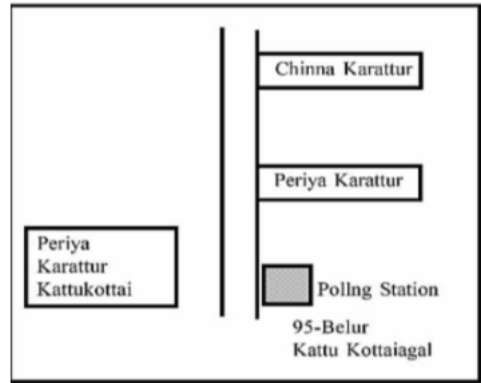 Chinna Karattur
Periya Karattur
Periya
Karattur
Kattukottai
Pollng Station
95-Belur
Kattu Kottaiagal